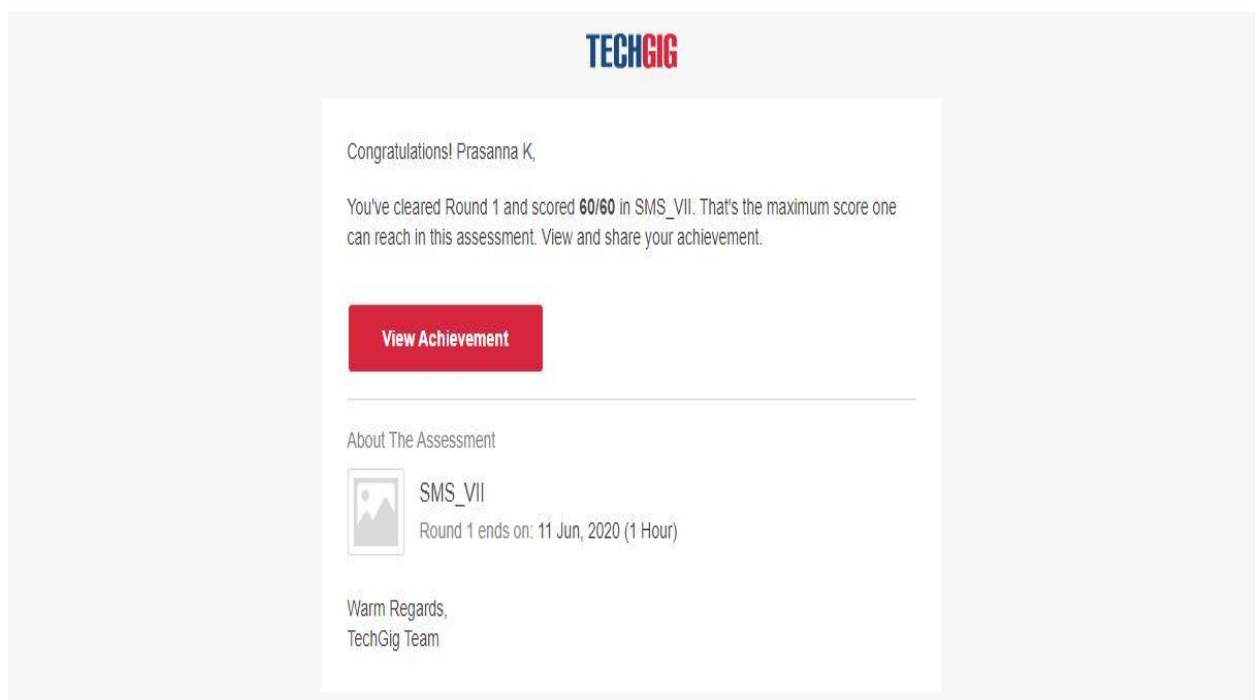 TECHGIG
Congratulations! Prasanna K,
You've cleared Round 1 and scored 60/60 in SMS_VII. That's the maximum score one
can reach in this assessment. View and share your achievement.
View Achievement
About The Assessment
SMS_VII
Round 1 ends on: 11 Jun, 2020 (1 Hour)
Warm Regards,
TechGig Team